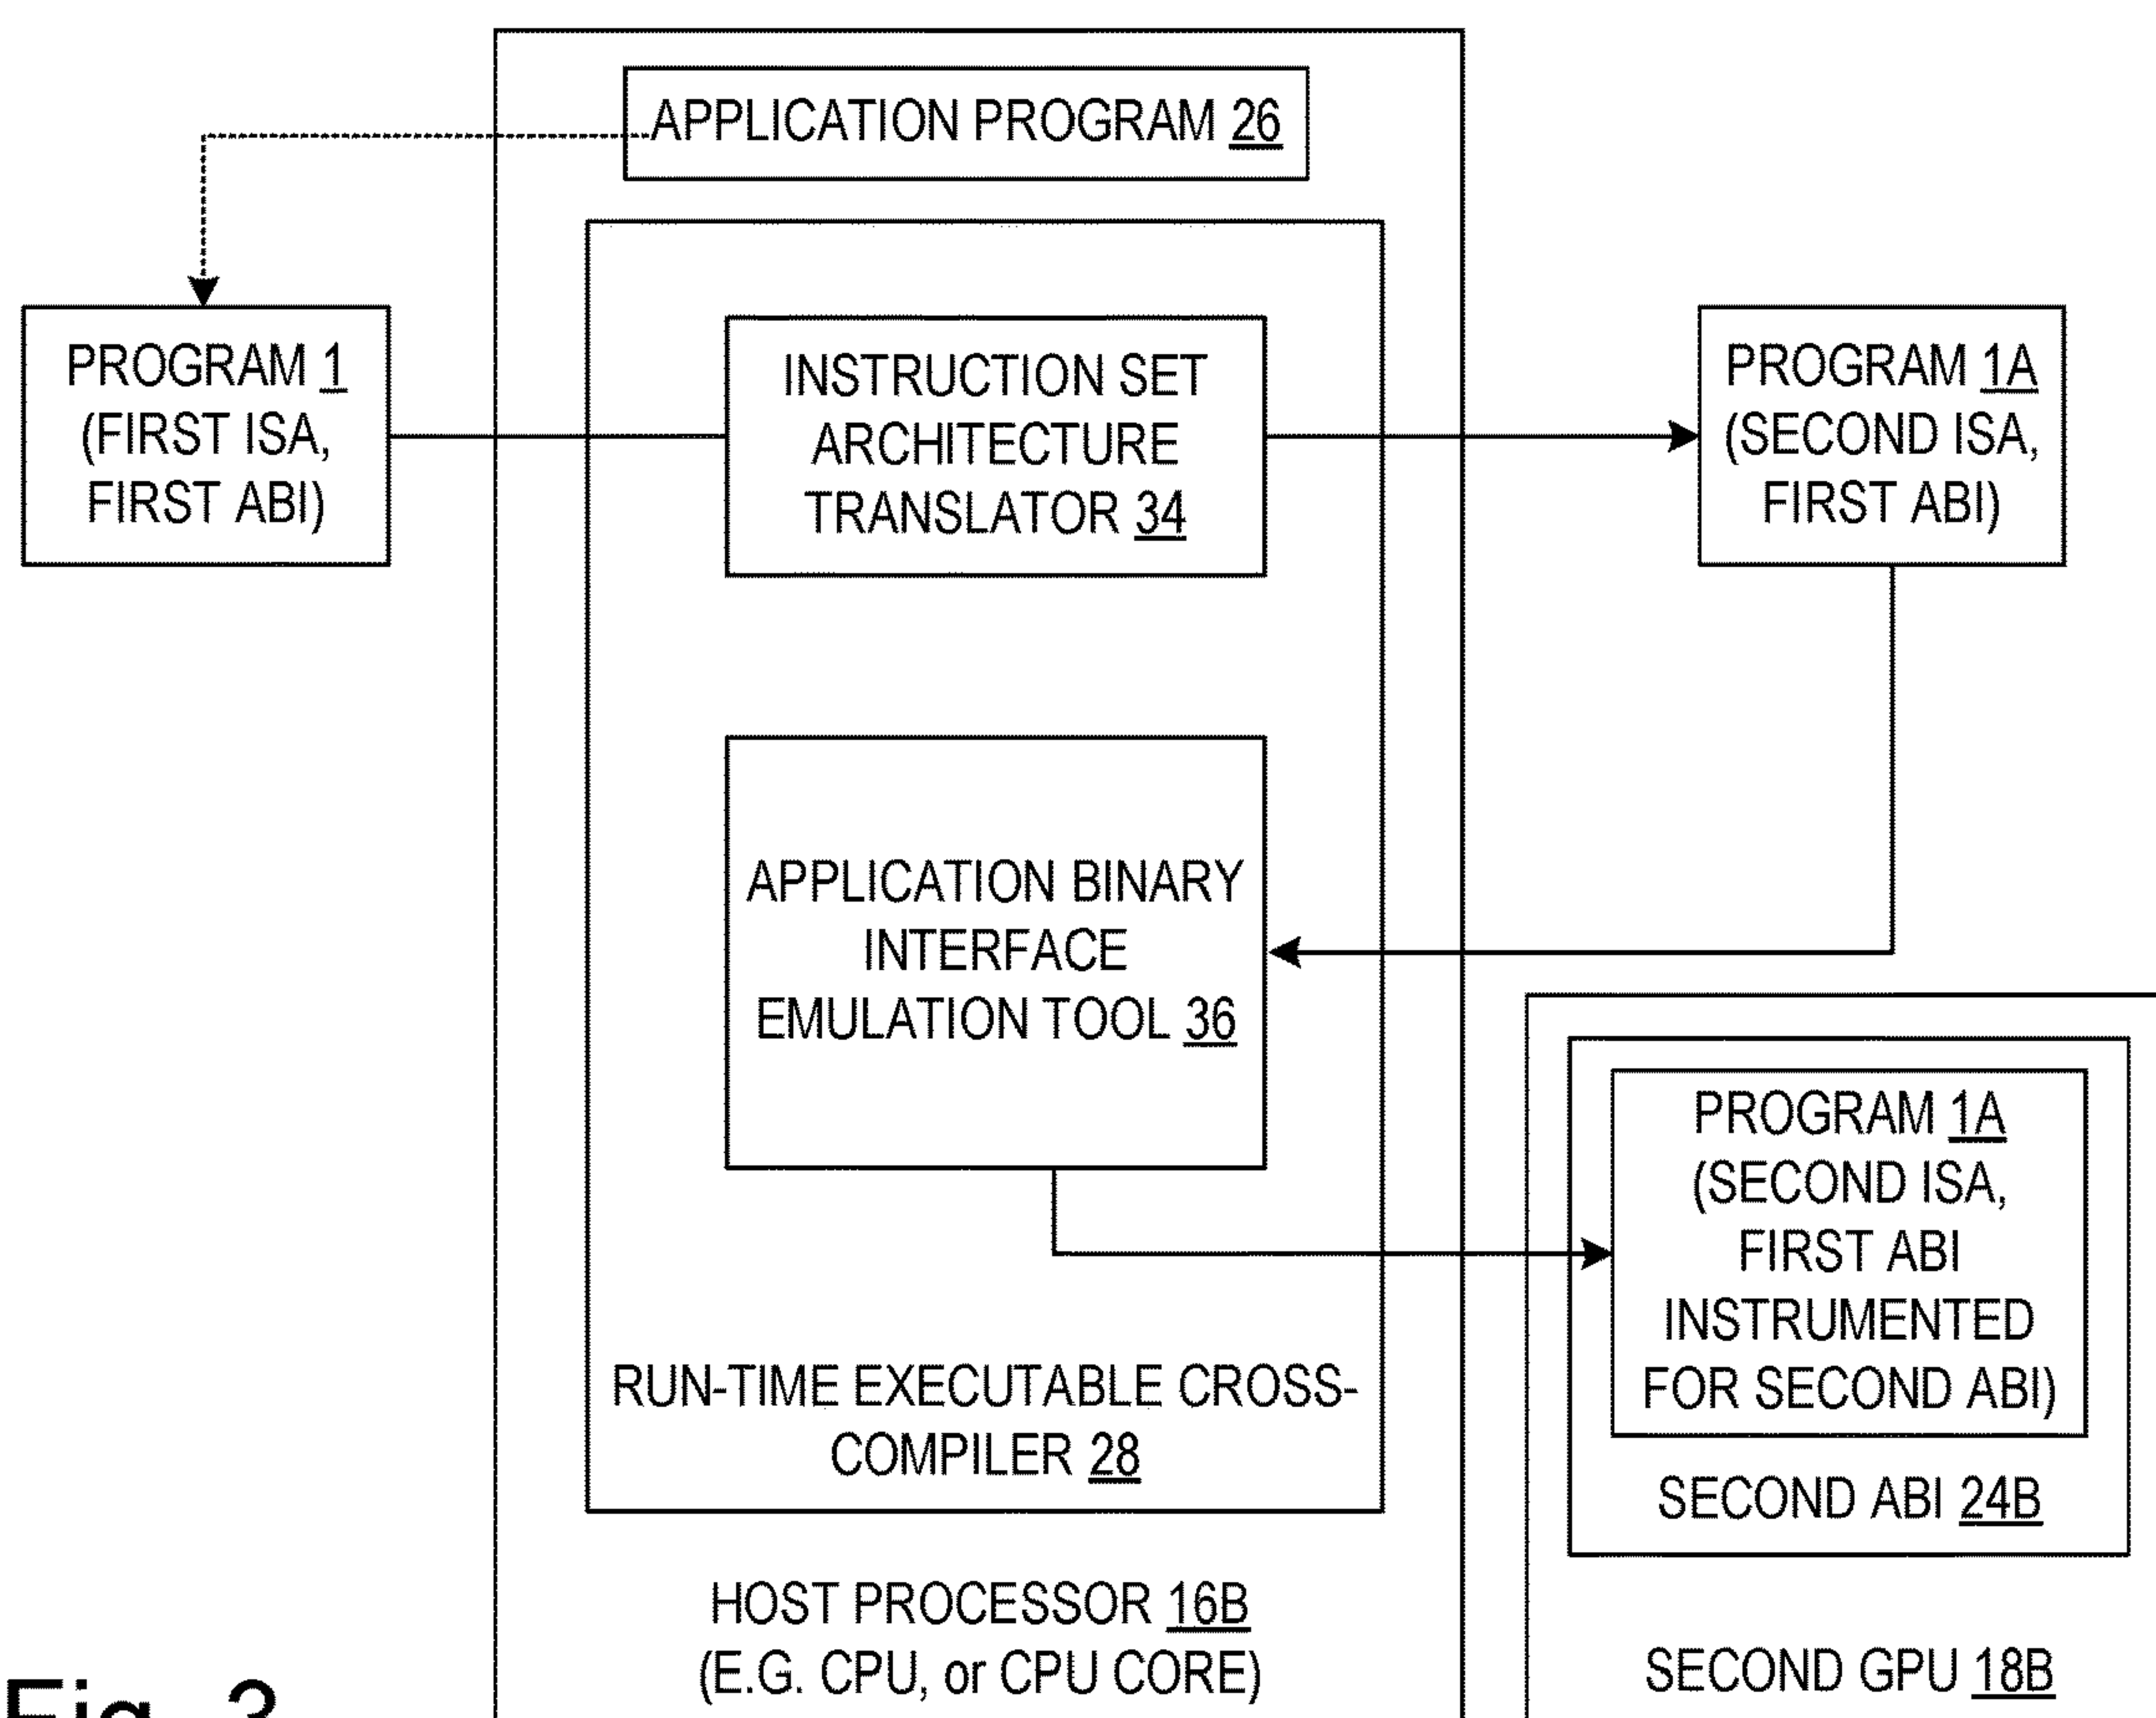 APPLICATION PROGRAM 26
PROGRAM 1
(FIRST ISA,
FIRST ABI)
INSTRUCTION SET
ARCHITECTURE
TRANSLATOR 34
PROGRAM 1A
(SECOND ISA,
FIRST ABI)
APPLICATION BINARY
INTERFACE
EMULATION TOOL 36
PROGRAM 1A
(SECOND ISA,
FIRST ABI
INSTRUMENTED
FOR SECOND ABI)
SECOND ABI 24B
RUN-TIME EXECUTABLE CROSS-
COMPILER 28
HOST PROCESSOR 16B
(E.G. CPU, or CPU CORE)
SECOND GPU 18B
Fig. 3